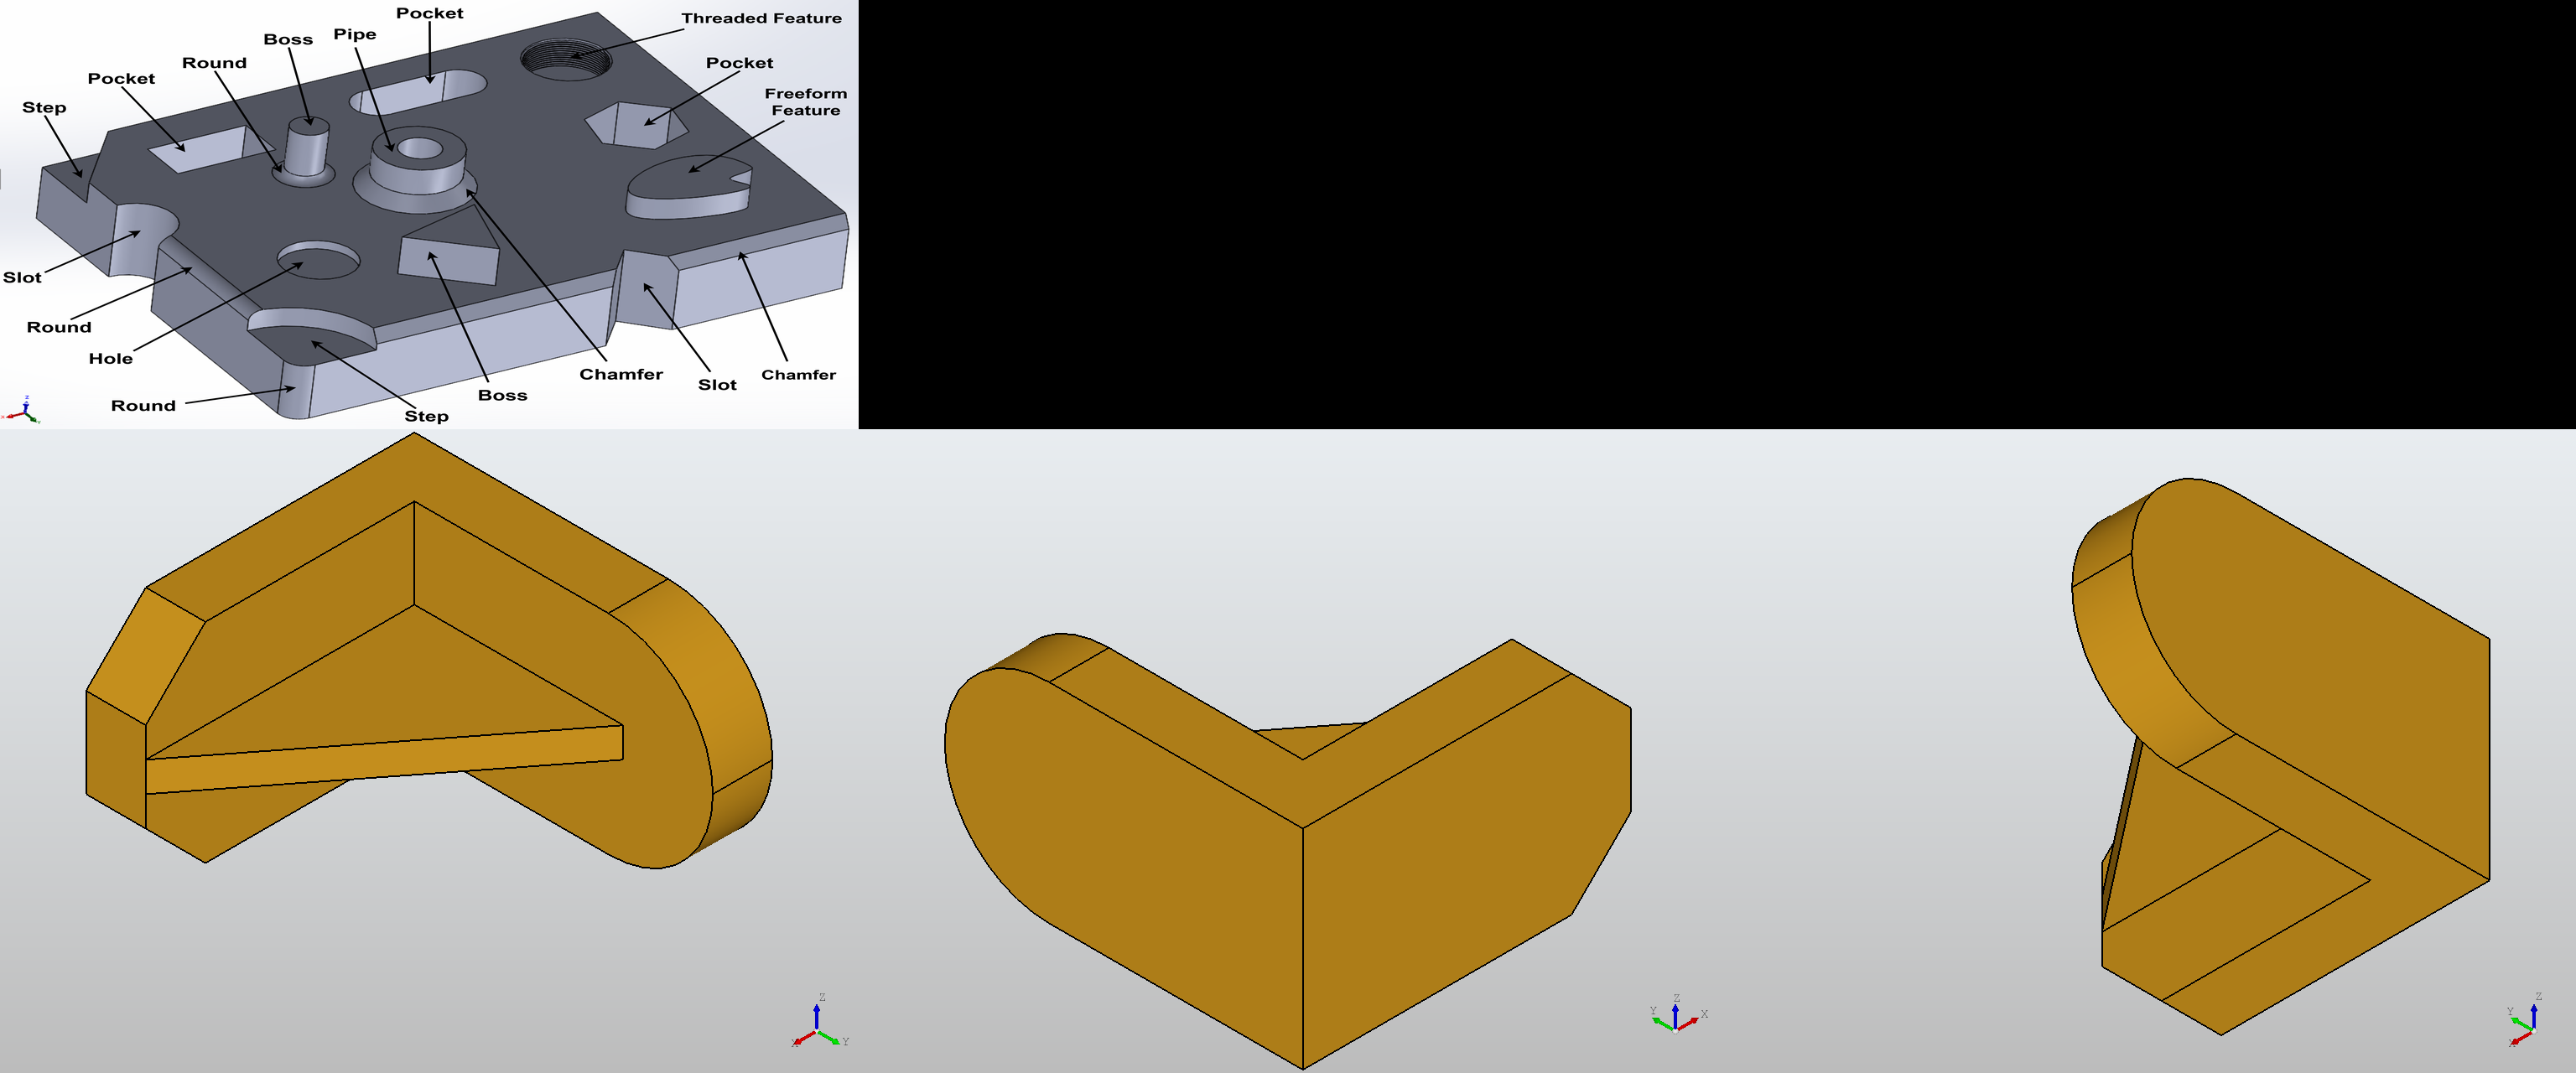 Pocket
Threaded Feature
Boss
Pipe
Round
Pocket
Pocket
Freeform
Feature
Step
Slot
Round
Hole
Round
Step
Boss
Chamfer
Slot
Chamfer
Z
X
Y
Y
Z
X
Z
Y
X